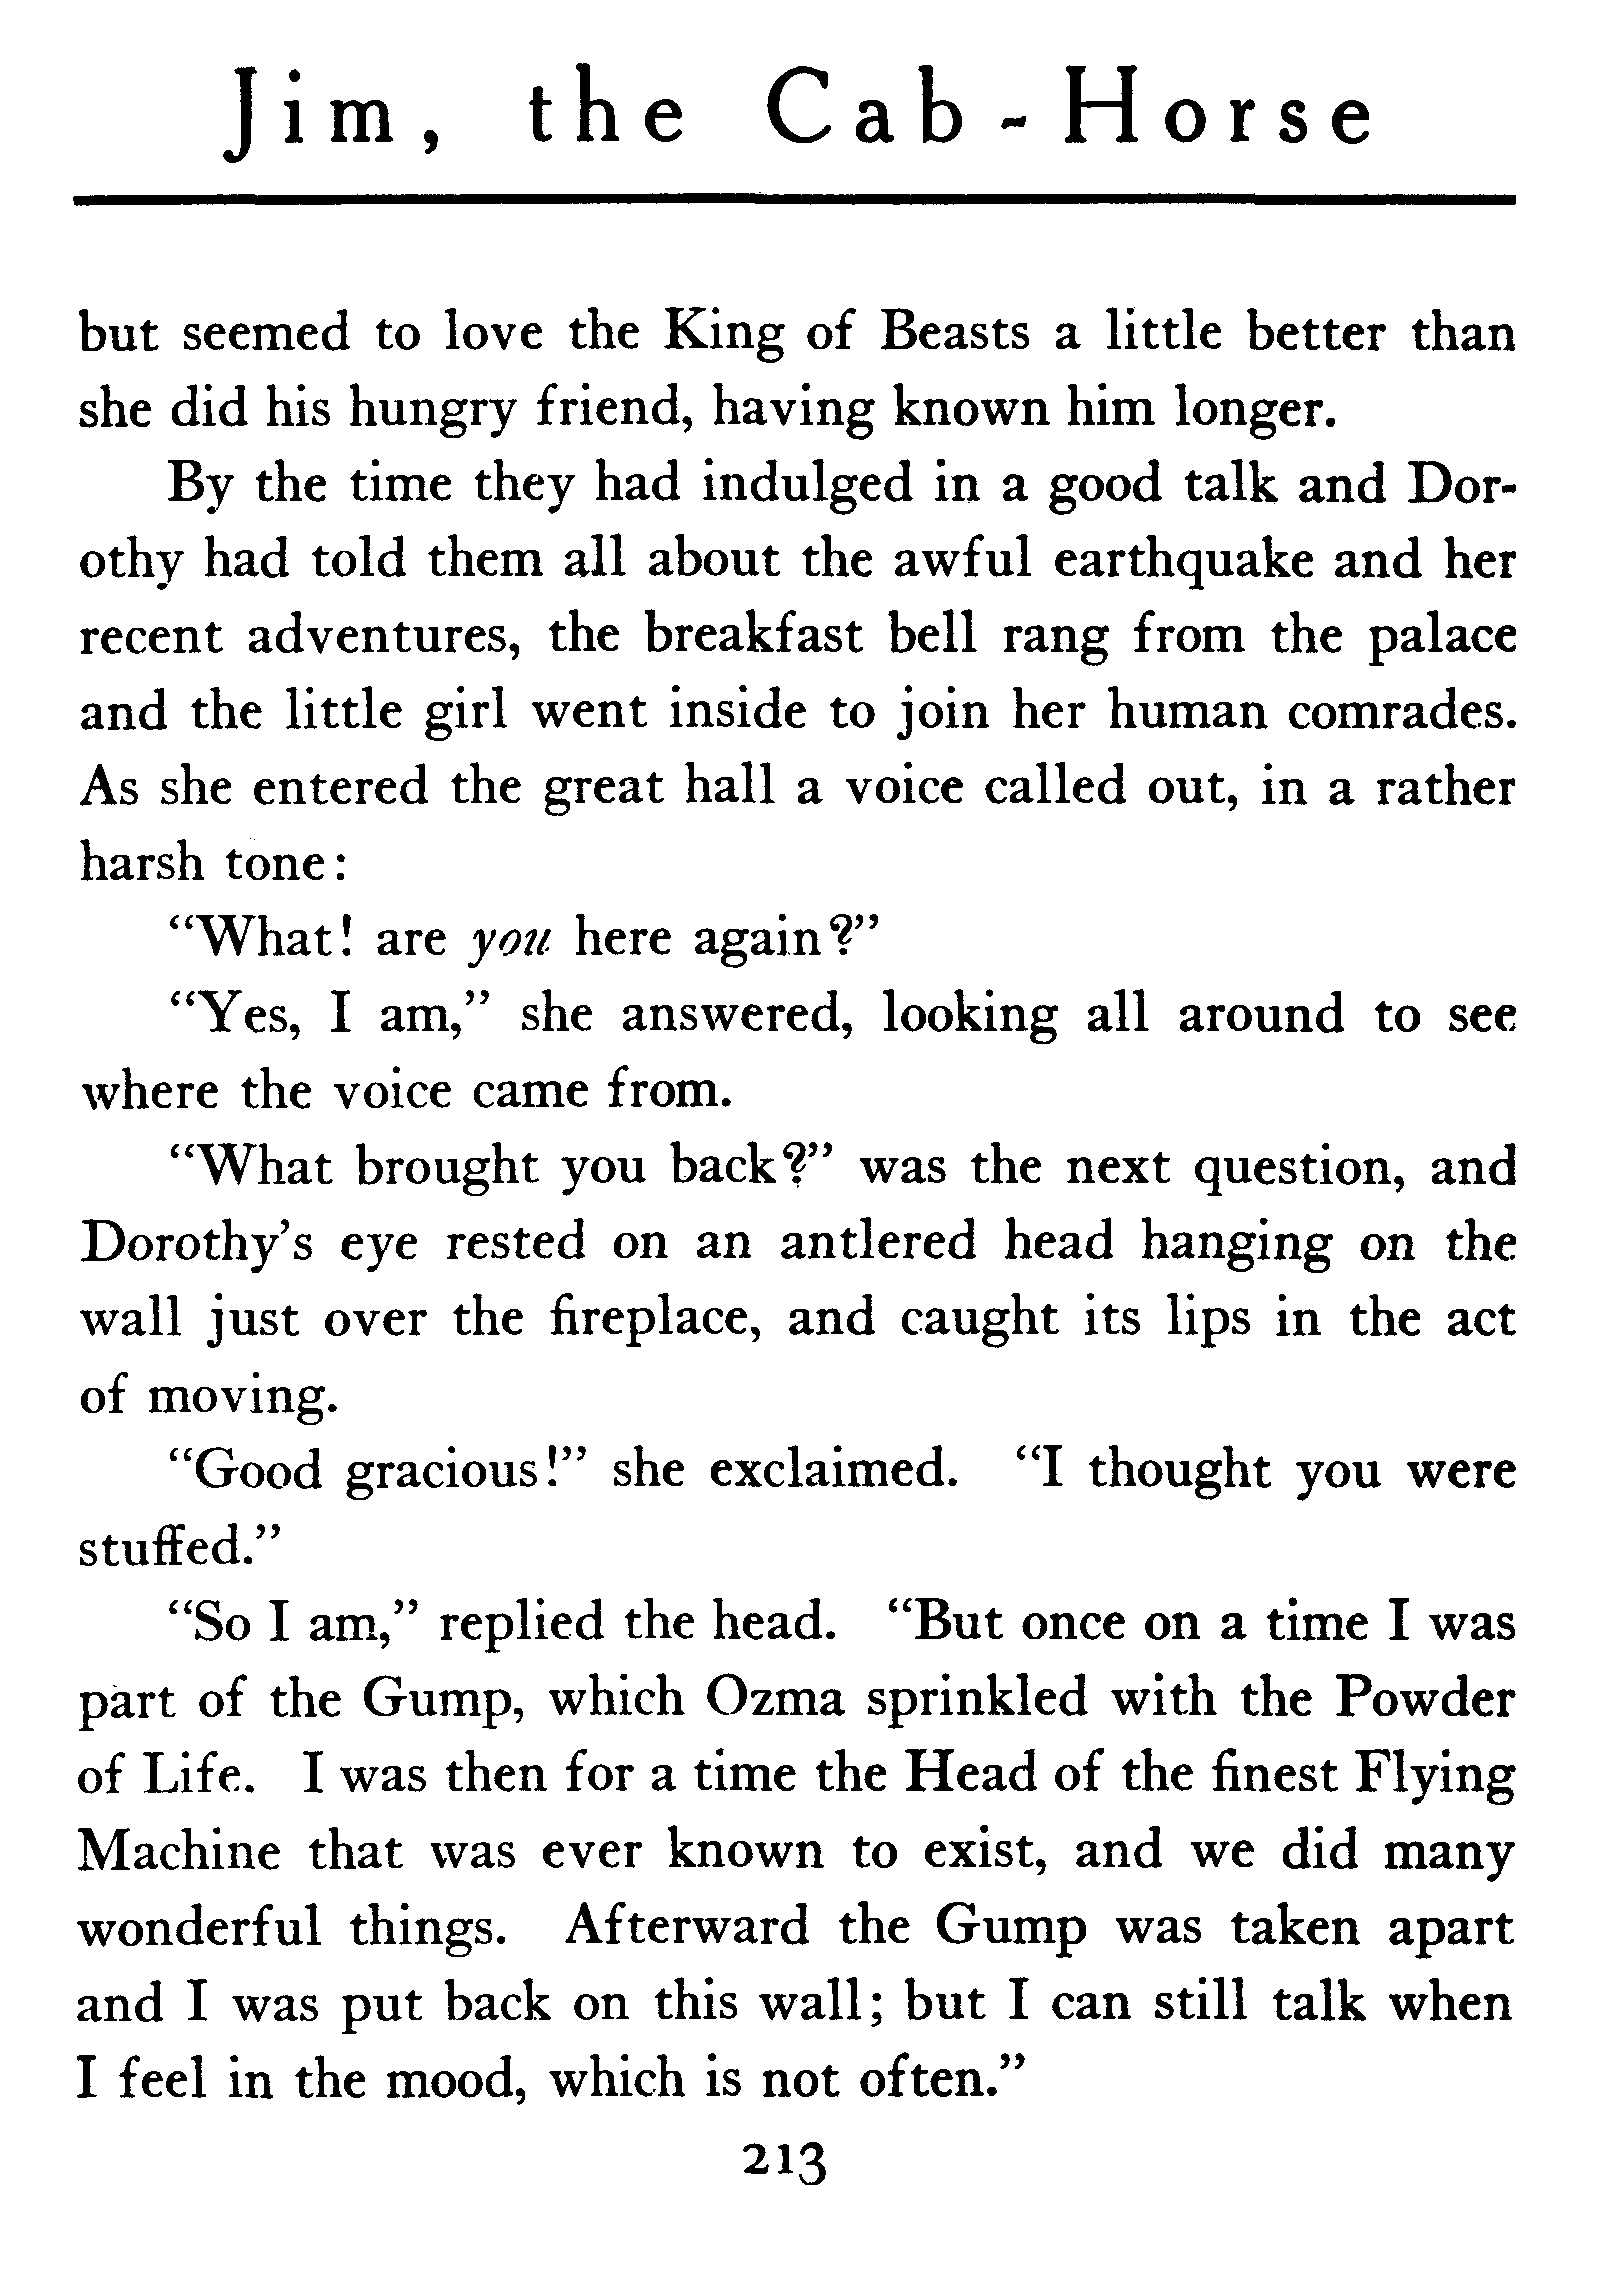 Jim, the Cab-Horse
but seemed to love the King of Beasts a little better than
she did his hungry friend, having known him longer.
By the time they had indulged in a good talk and Dor-
othy had told them all about the awful earthquake and her
recent adventures, the breakfast bell rang from the palace
and the little girl went inside to join her human comrades.
As she entered the great hall a voice called out, in a rather
harsh tone:
“What! are you here again?”
“Yes, I am,” she answered, looking all around to see
where the voice came from.
“What brought you back?” was the next question, and
Dorothy’s eye rested on an antlered head hanging on the
wall just over the fireplace, and caught its lips in the act
of moving.
“Good gracious!” she exclaimed. “I thought you were
stuffed.”
“So I am,” replied the head. “But once on a time I was
part of the Gump, which Ozma sprinkled with the Powder
of Life. I was then for a time the Head of the finest Flying
Machine that was ever known to exist, and we did many
wonderful things. Afterward the Gump was taken apart
and I was put back on this wall; but I can still talk when
I feel in the mood, which is not often.”
213